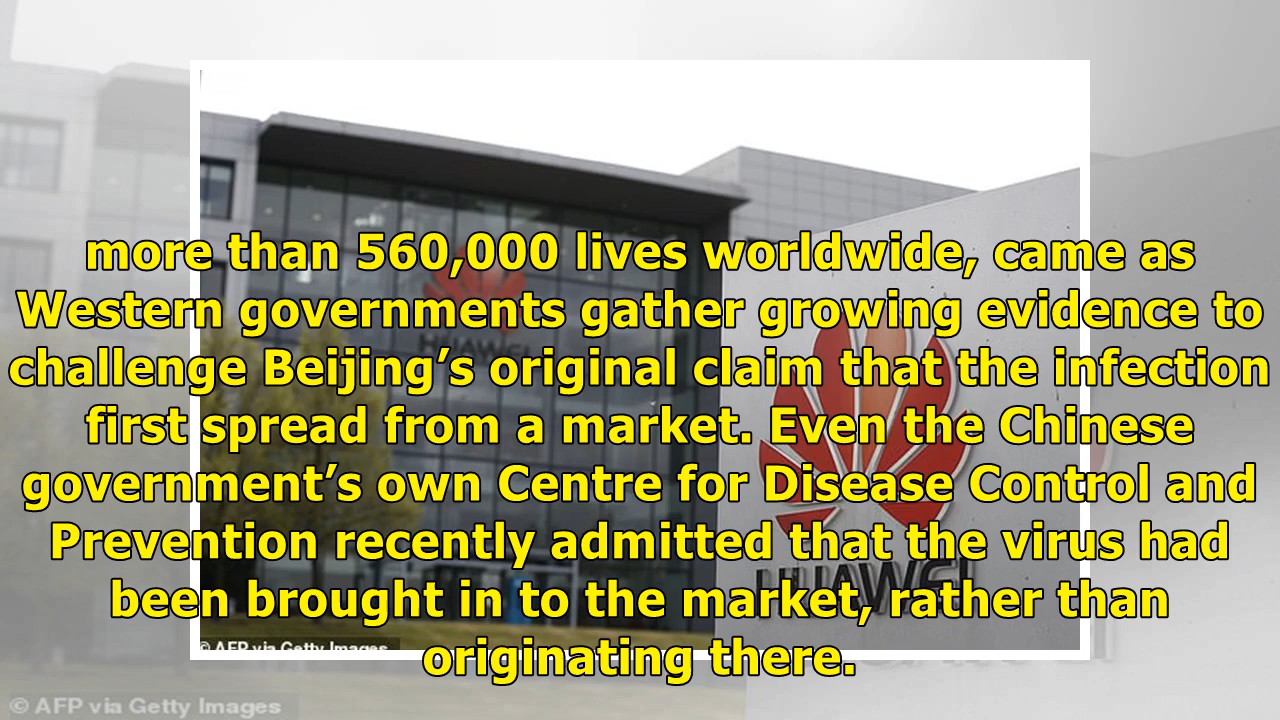 more than 560,000 lives worldwide, came as
Western governments gather growing evidence to
challenge Beijing’s original claim that the infection
first spread from a market. Even the Chinese
government’s own Centre for Disease Control and
Prevention recently admitted that the virus had
been brought in to the market, rather than
originating there.
HUAWEI
HUAWEI
© AFP via Getty Images
© AFP via Getty Images